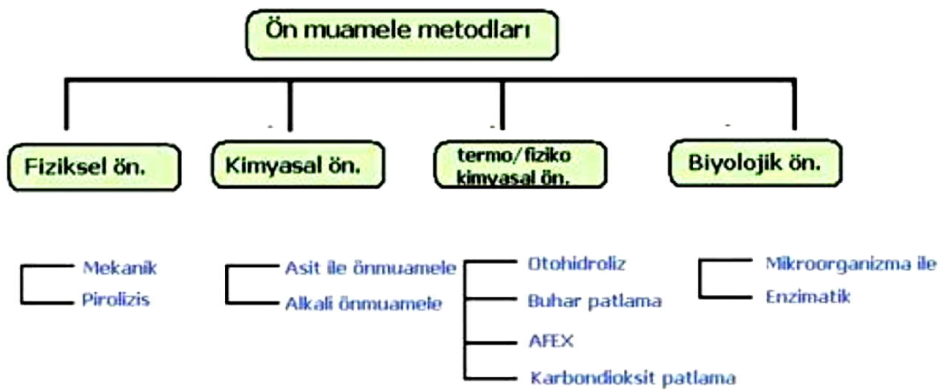 Ön muamele metodları
Fiziksel ön.
Kimyasal ön.
termo/fiziko
kimyasal ön.
Biyolojik ön.
Mekanik
Pirolizis
Asit ile önmuamele
Alkali önmuamele
Otohidroliz
Buhar patlama
AFEX
Karbondioksit patlama
Mikroorganizma ile
Enzimatik